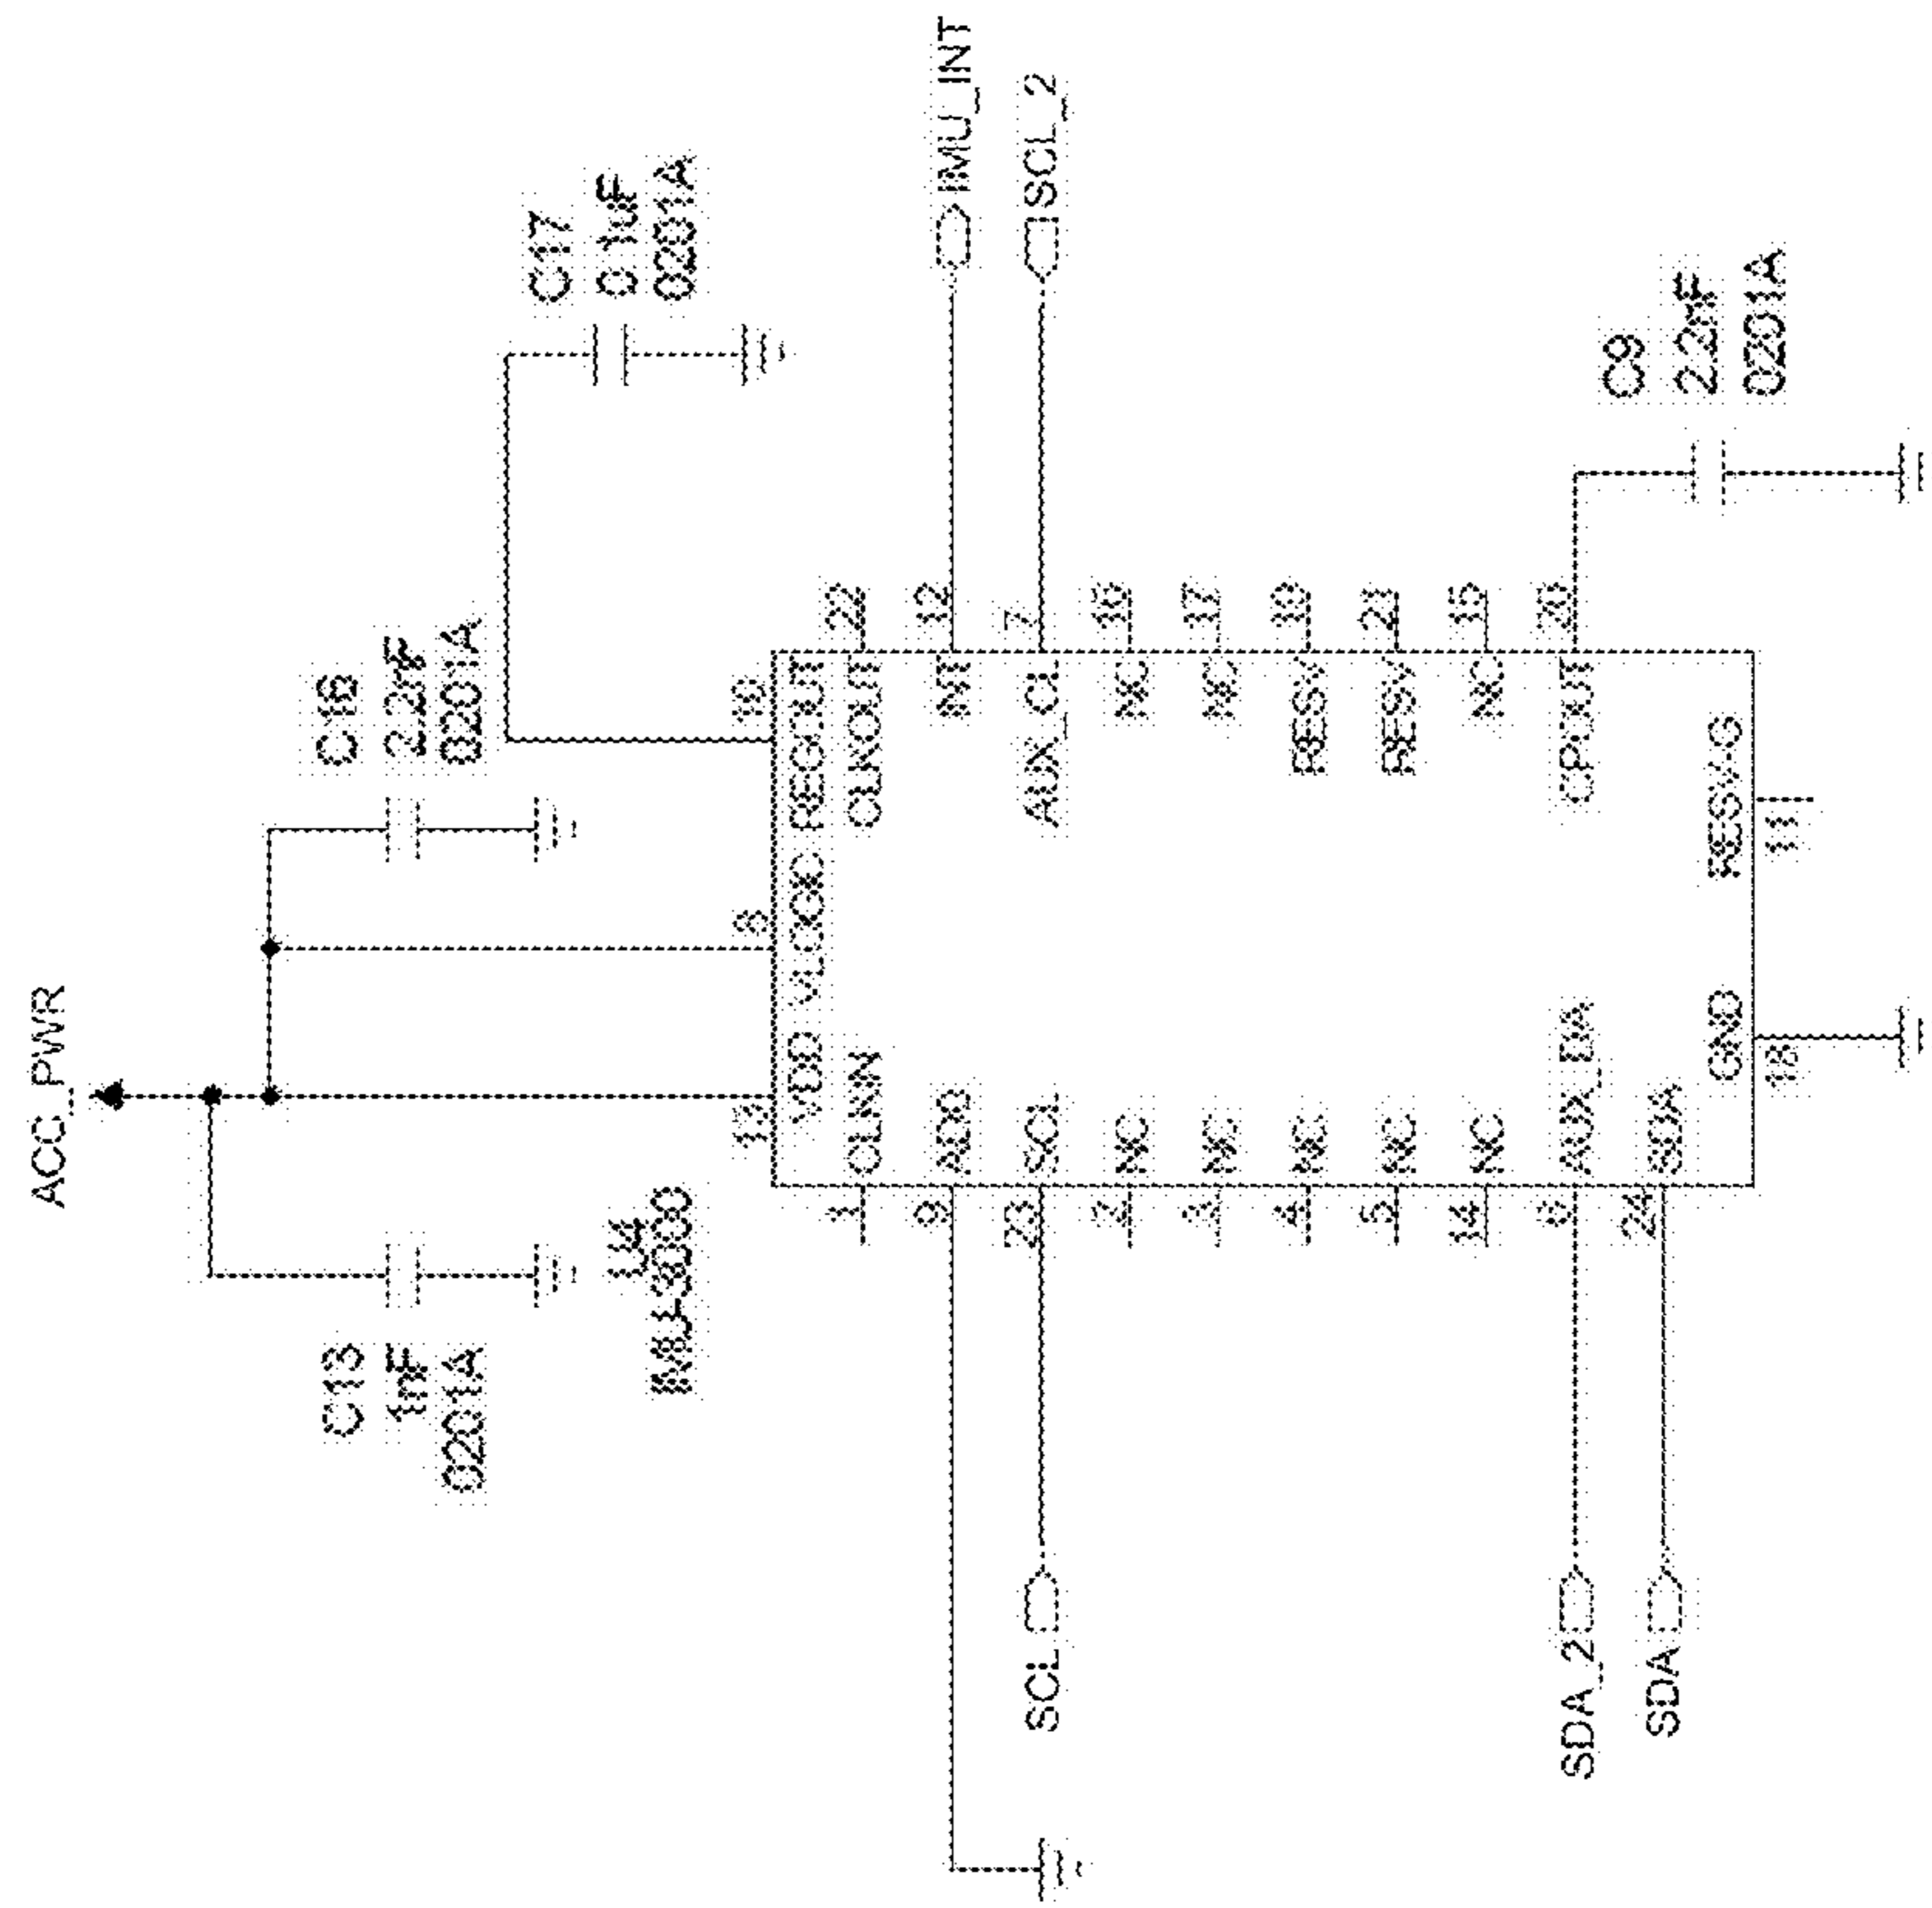 ACC_PWR
C13
1nF
0201A
C16
2.2nF
0201A
C17
0.1uF
0201A
U4
IMU-3000
13
8
10
VDD VLOGIC REGOUT
1 CLKIN
CLKOUT 22
9 AD0
INT 12
IMU_INT
SCL
23 SCL
AUX_CL 7
SCL_2
2 NC
NC 16
3 NC
NC 17
4 NC
RESV 19
5 NC
RESV 21
14 NC
NC 15
SDA_2
6 AUX_DA
CPOUT 20
SDA
24 SDA
GND
RESV-G
18
11
C9
2.2nF
0201A